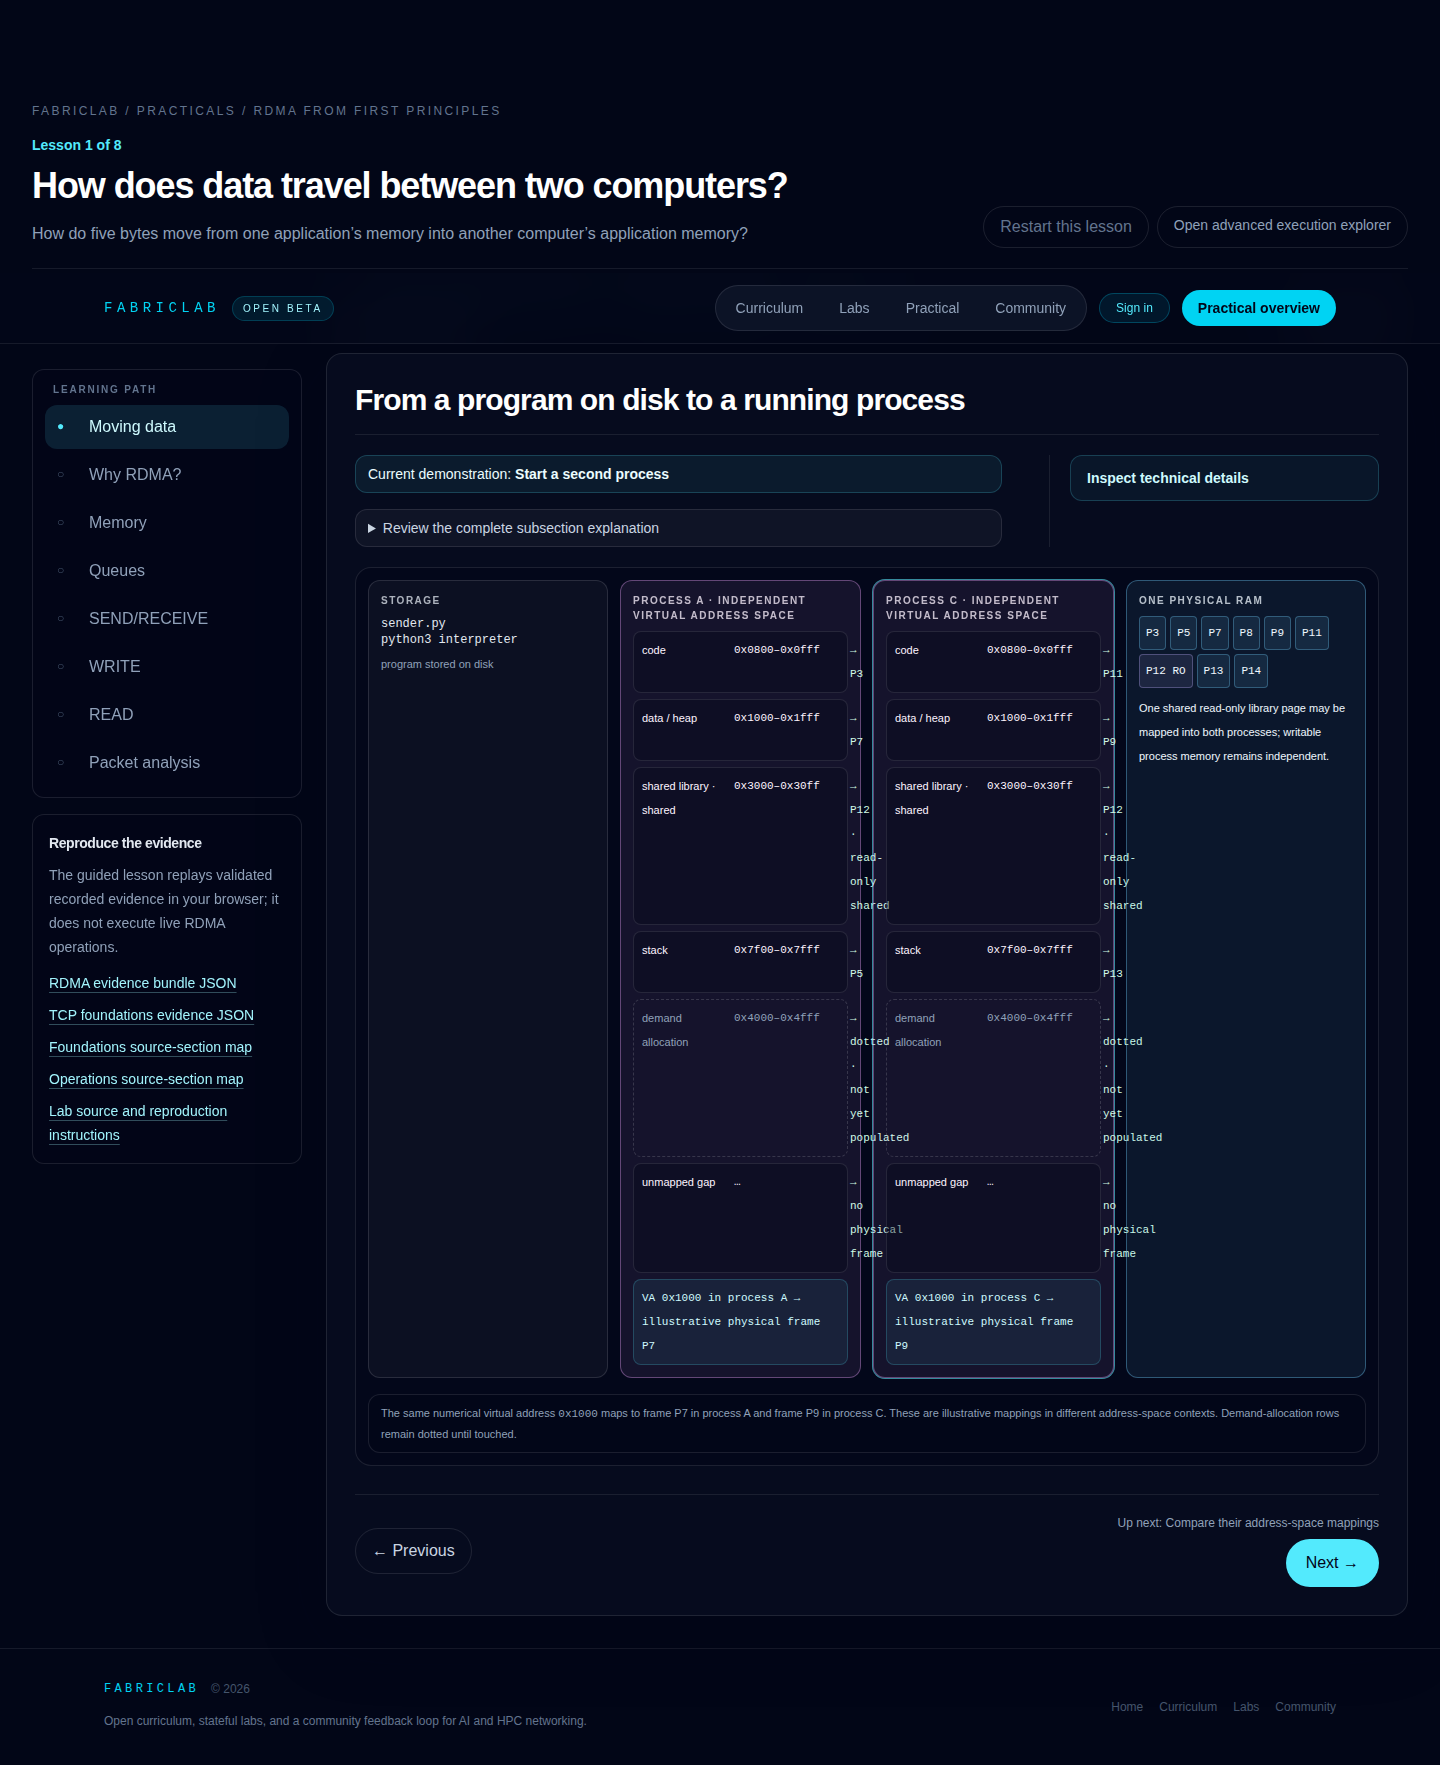 FABRICLAB / PRACTICALS / RDMA FROM FIRST PRINCIPLES
Lesson 1 of 8
How does data travel between two computers?
How do five bytes move from one application’s memory into another computer’s application memory?
Restart this lesson
Open advanced execution explorer
FABRICLAB
OPEN BETA
Curriculum
Labs
Practical
Community
Sign in
Practical overview
LEARNING PATH
Moving data
Why RDMA?
Memory
Queues
SEND/RECEIVE
WRITE
READ
Packet analysis
Reproduce the evidence
The guided lesson replays validated
recorded evidence in your browser; it
does not execute live RDMA
operations.
RDMA evidence bundle JSON
TCP foundations evidence JSON
Foundations source-section map
Operations source-section map
Lab source and reproduction
instructions
From a program on disk to a running process
Current demonstration: Start a second process
▶ Review the complete subsection explanation
Inspect technical details
STORAGE
sender.py
python3 interpreter
program stored on disk
PROCESS A · INDEPENDENT
VIRTUAL ADDRESS SPACE
code 0x0800–0x0fff →
P3
data / heap 0x1000–0x1fff →
P7
shared library · 0x3000–0x30ff →
shared P12
·
read-
only
shared
stack 0x7f00–0x7fff →
P5
demand 0x4000–0x4fff →
allocation dotted
·
not
yet
populated
unmapped gap … →
no
physical
frame
VA 0x1000 in process A →
illustrative physical frame
P7
PROCESS C · INDEPENDENT
VIRTUAL ADDRESS SPACE
code 0x0800–0x0fff →
P11
data / heap 0x1000–0x1fff →
P9
shared library · 0x3000–0x30ff →
shared P12
·
read-
only
shared
stack 0x7f00–0x7fff →
P13
demand 0x4000–0x4fff →
allocation dotted
·
not
yet
populated
unmapped gap … →
no
physical
frame
VA 0x1000 in process C →
illustrative physical frame
P9
ONE PHYSICAL RAM
P3 P5 P7 P8 P9 P11
P12 RO P13 P14
One shared read-only library page may be
mapped into both processes; writable
process memory remains independent.
The same numerical virtual address 0x1000 maps to frame P7 in process A and frame P9 in process C. These are illustrative mappings in different address-space contexts. Demand-allocation rows
remain dotted until touched.
← Previous
Up next: Compare their address-space mappings
Next →
FABRICLAB © 2026
Open curriculum, stateful labs, and a community feedback loop for AI and HPC networking.
Home Curriculum Labs Community